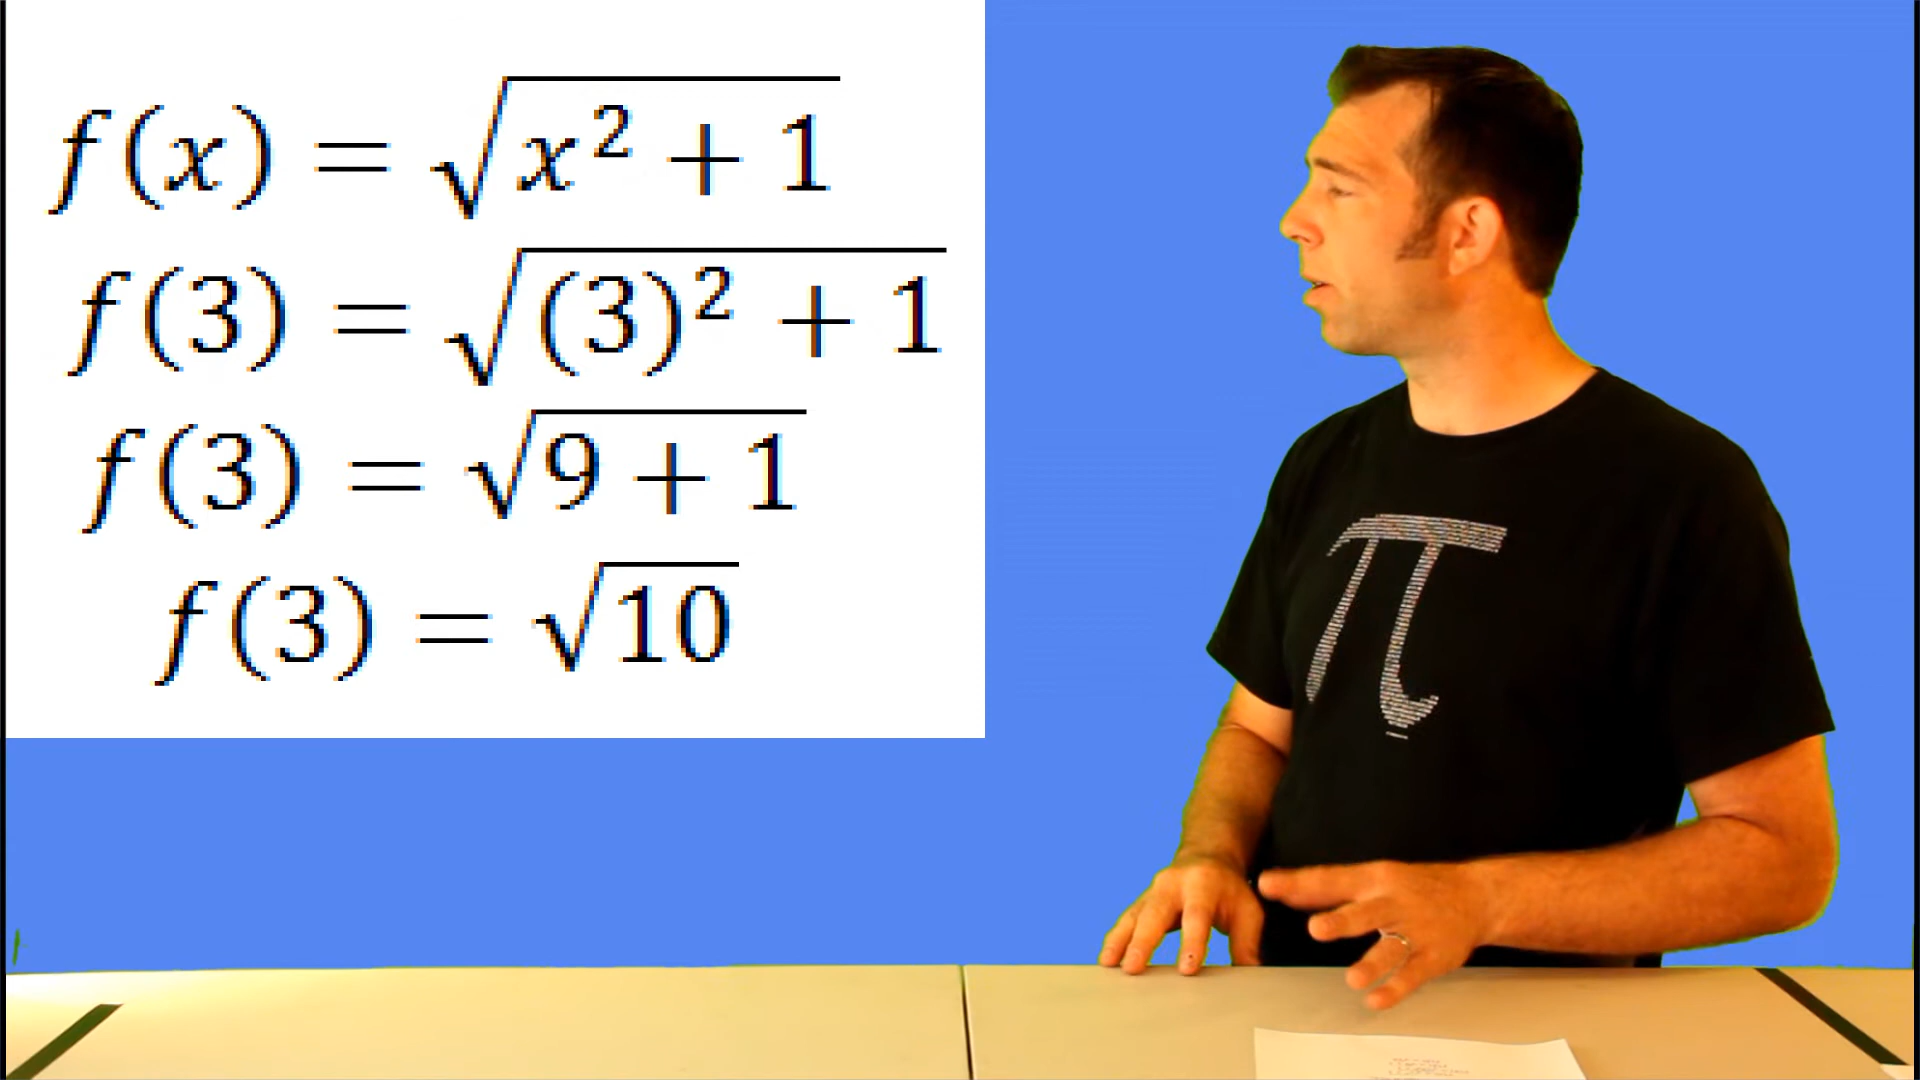 f(x) = √(x² + 1)
f(3) = √((3)² + 1)
f(3) = √(9 + 1)
f(3) = √10
π